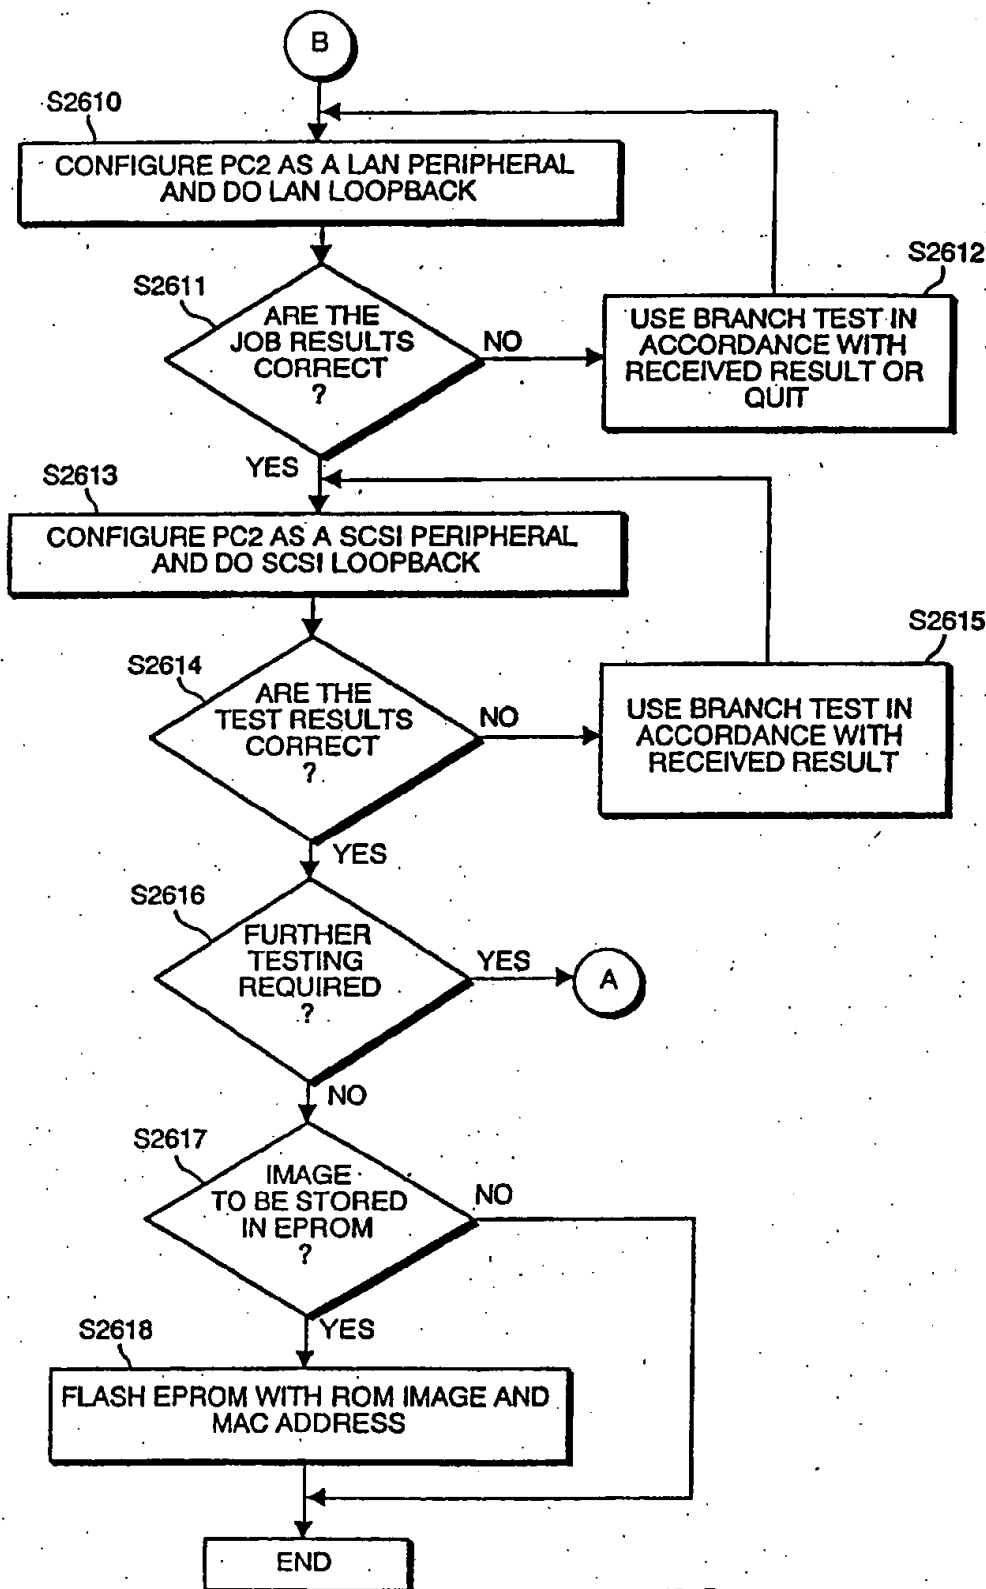 B
S2610
CONFIGURE PC2 AS A LAN PERIPHERAL
AND DO LAN LOOPBACK
S2611
ARE THE
JOB RESULTS
CORRECT
?
NO
S2612
USE BRANCH TEST IN
ACCORDANCE WITH
RECEIVED RESULT OR
QUIT
YES
S2613
CONFIGURE PC2 AS A SCSI PERIPHERAL
AND DO SCSI LOOPBACK
S2614
ARE THE
TEST RESULTS
CORRECT
?
NO
S2615
USE BRANCH TEST IN
ACCORDANCE WITH
RECEIVED RESULT
YES
S2616
FURTHER
TESTING
REQUIRED
?
YES
A
NO
S2617
IMAGE
TO BE STORED
IN EPROM
?
NO
YES
S2618
FLASH EPROM WITH ROM IMAGE AND
MAC ADDRESS
END